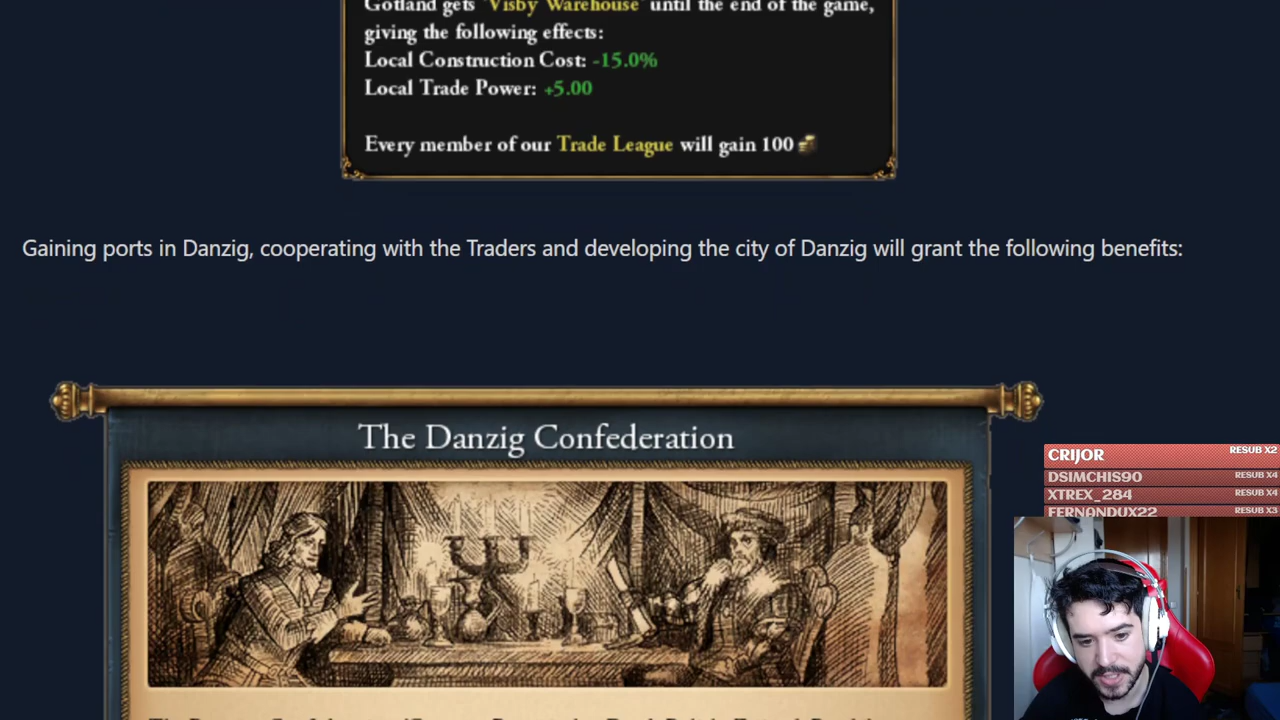 Gotland gets 'Visby Warehouse' until the end of the game,
giving the following effects:
Local Construction Cost: -15.0%
Local Trade Power: +5.00
Every member of our Trade League will gain 100
Gaining ports in Danzig, cooperating with the Traders and developing the city of Danzig will grant the following benefits:
The Danzig Confederation
CRIJOR RESUB X2
DSIMCHIS90 RESUB X4
XTREX_284 RESUB X4
FERNANDUX22 RESUB X3